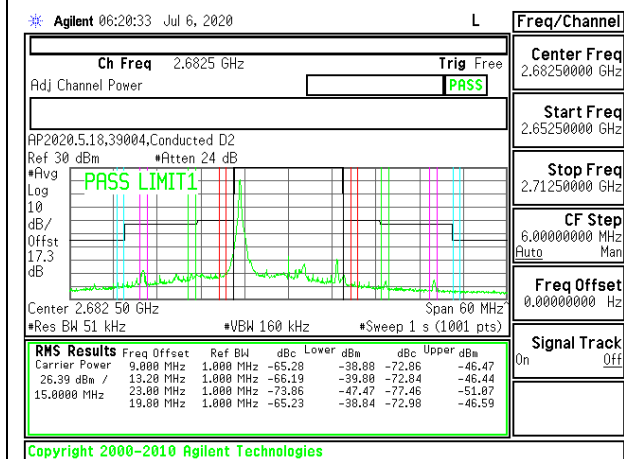 Agilent 06:20:33 Jul 6, 2020 L
Freq/Channel
Ch Freq 2.6825 GHz Trig Free
Adj Channel Power PASS
AP2020.5.18,39004,Conducted D2
Ref 30 dBm #Atten 24 dB
#Avg
Log
10
dB/
Offst
17.3
dB
PASS LIMIT1
Center 2.682 50 GHz Span 60 MHz^
#Res BW 51 kHz #VBW 160 kHz #Sweep 1 s (1001 pts)
RMS Results Freq Offset Ref BW dBc Lower dBm dBc Upper dBm
Carrier Power 9.000 MHz 1.000 MHz -65.28 -38.88 -72.86 -46.47
26.39 dBm / 13.20 MHz 1.000 MHz -66.19 -39.80 -72.84 -46.44
15.0000 MHz 23.00 MHz 1.000 MHz -73.86 -47.47 -77.46 -51.07
19.80 MHz 1.000 MHz -65.23 -38.84 -72.98 -46.59
Center Freq
2.68250000 GHz
Start Freq
2.65250000 GHz
Stop Freq
2.71250000 GHz
CF Step
6.00000000 MHz
Auto Man
Freq Offset
0.00000000 Hz
Signal Track
On Off
Copyright 2000-2010 Agilent Technologies